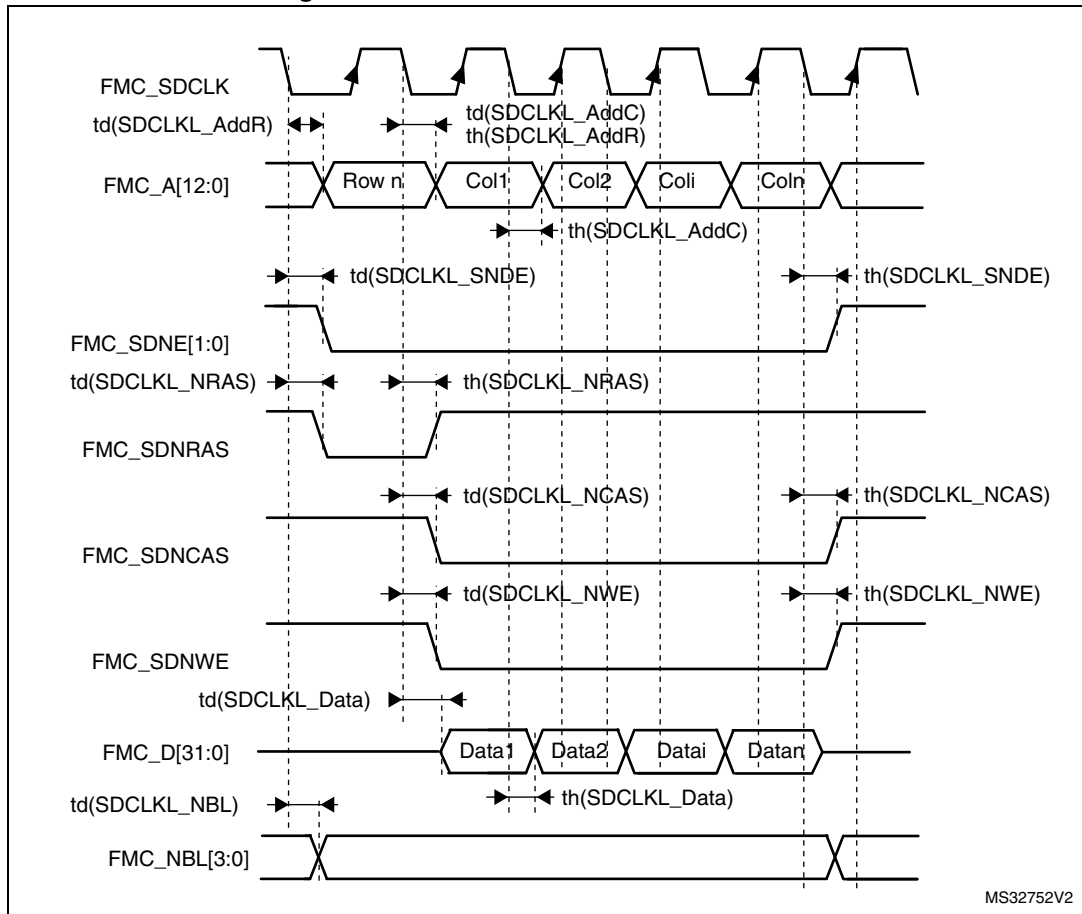 FMC_SDCLK
td(SDCLKL_AddR)
td(SDCLKL_AddC)
th(SDCLKL_AddR)
FMC_A[12:0]
Row n
Col1
Col2
Coli
Coln
th(SDCLKL_AddC)
td(SDCLKL_SNDE)
th(SDCLKL_SNDE)
FMC_SDNE[1:0]
td(SDCLKL_NRAS)
th(SDCLKL_NRAS)
FMC_SDNRAS
td(SDCLKL_NCAS)
th(SDCLKL_NCAS)
FMC_SDNCAS
td(SDCLKL_NWE)
th(SDCLKL_NWE)
FMC_SDNWE
td(SDCLKL_Data)
FMC_D[31:0]
Data1
Data2
Datai
Datan
th(SDCLKL_Data)
td(SDCLKL_NBL)
FMC_NBL[3:0]
MS32752V2